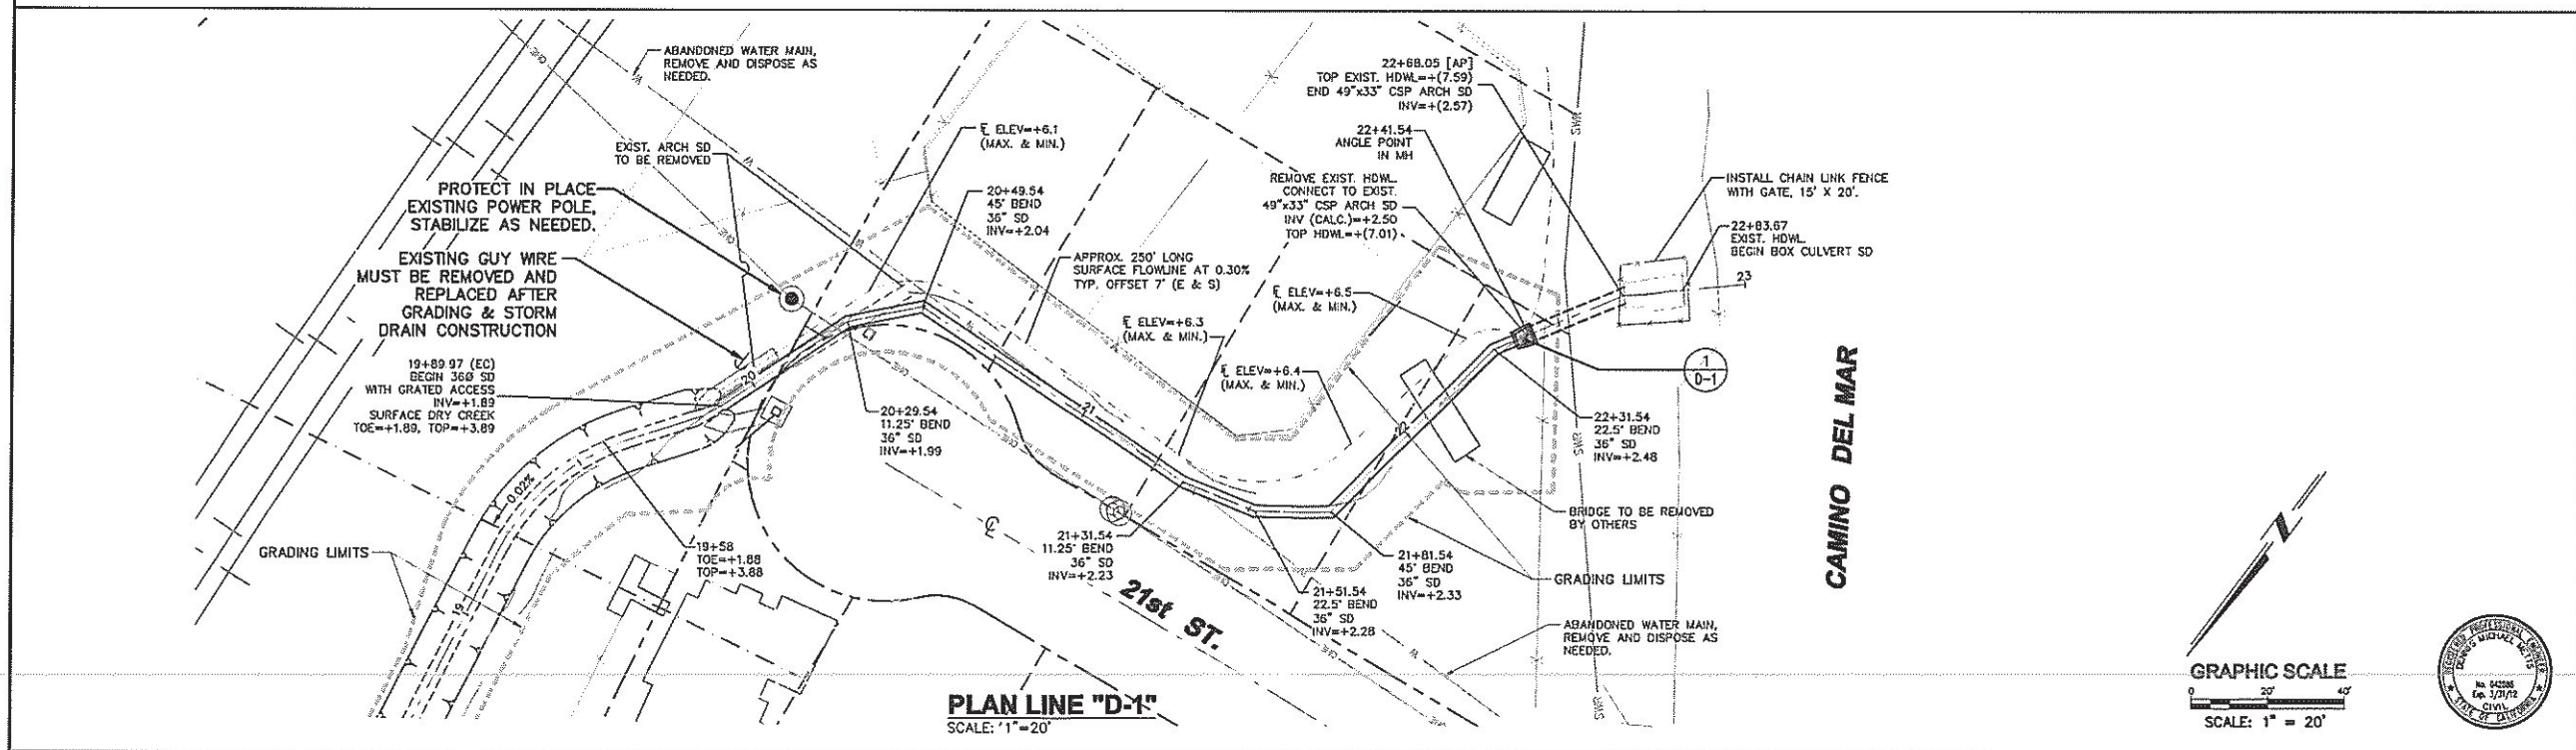 ABANDONED WATER MAIN,
REMOVE AND DISPOSE AS
NEEDED.
EXIST. ARCH SD
TO BE REMOVED
PROTECT IN PLACE
EXISTING POWER POLE,
STABILIZE AS NEEDED.
EXISTING GUY WIRE
MUST BE REMOVED AND
REPLACED AFTER
GRADING & STORM
DRAIN CONSTRUCTION
19+89.97 (EC)
BEGIN 36Ø SD
WITH GRATED ACCESS
INV=+1.89
SURFACE DRY CREEK
TOE=+1.89, TOP=+3.89
GRADING LIMITS
0.02%
19
19+58
TOE=+1.88
TOP=+3.88
20
℄ ELEV=+6.1
(MAX. & MIN.)
20+49.54
45° BEND
36" SD
INV=+2.04
20+29.54
11.25° BEND
36" SD
INV=+1.99
APPROX. 250' LONG
SURFACE FLOWLINE AT 0.30%
TYP. OFFSET 7' (E & S)
℄ ELEV=+6.3
(MAX. & MIN.)
℄ ELEV=+6.5
(MAX. & MIN.)
℄ ELEV=+6.4
(MAX. & MIN.)
21
℄
21+31.54
11.25° BEND
36" SD
INV=+2.23
21st ST.
21+51.54
22.5° BEND
36" SD
INV=+2.28
21+81.54
45° BEND
36" SD
INV=+2.33
22+68.05 [AP]
TOP EXIST. HDWL=+(7.59)
END 49"x33" CSP ARCH SD
INV=+(2.57)
22+41.54
ANGLE POINT
IN MH
REMOVE EXIST. HDWL.
CONNECT TO EXIST.
49"x33" CSP ARCH SD
INV (CALC.)=+2.50
TOP HDWL=+(7.01)
INSTALL CHAIN LINK FENCE
WITH GATE, 15' X 20'.
22+83.67
EXIST. HDWL.
BEGIN BOX CULVERT SD
23
1
D-1
22+31.54
22.5° BEND
36" SD
INV=+2.48
BRIDGE TO BE REMOVED
BY OTHERS
GRADING LIMITS
ABANDONED WATER MAIN,
REMOVE AND DISPOSE AS
NEEDED.
CAMINO DEL MAR
PLAN LINE "D-1"
SCALE: '1"=20'
N
GRAPHIC SCALE
0 20' 40'
SCALE: 1" = 20'
REGISTERED PROFESSIONAL ENGINEER
DENNIS MICHAEL METTS
Exp. 3/31/12
CIVIL
STATE OF CALIFORNIA